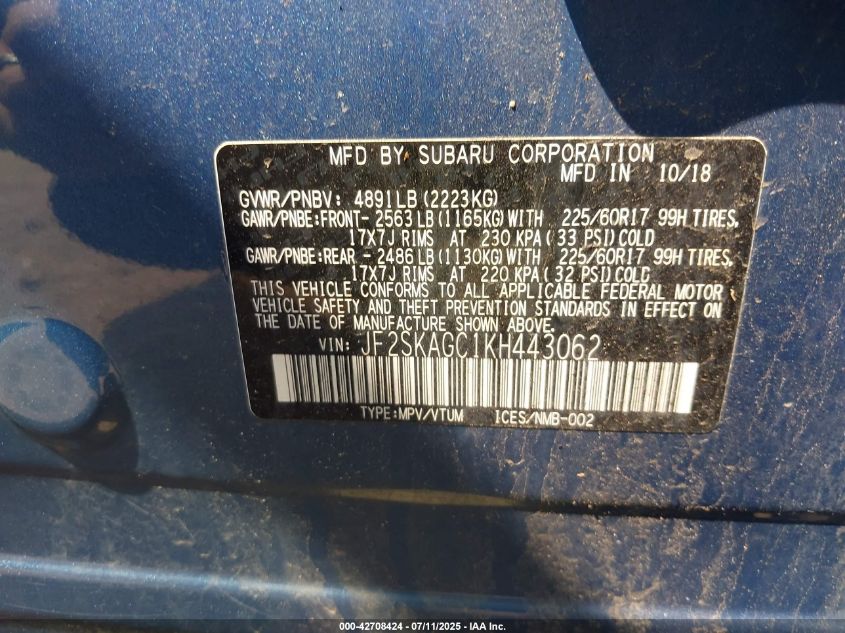 MFD BY SUBARU CORPORATION
MFD IN 10/18
GVWR/PNBV: 4891LB(2223KG)
GAWR/PNBE:FRONT- 2563LB(1165KG)WITH 225/60R17 99H TIRES,
17X7J RIMS AT 230 KPA(33 PSI)COLD
GAWR/PNBE:REAR - 2486LB(1130KG)WITH 225/60R17 99H TIRES,
17X7J RIMS AT 220 KPA(32 PSI)COLD
THIS VEHICLE CONFORMS TO ALL APPLICABLE FEDERAL MOTOR
VEHICLE SAFETY AND THEFT PREVENTION STANDARDS IN EFFECT ON
THE DATE OF MANUFACTURE SHOWN ABOVE.
VIN: JF2SKAGC1KH443062
TYPE:MPV/VTUM ICES/NMB-002
000-42708424 - 07/11/2025 - IAA Inc.